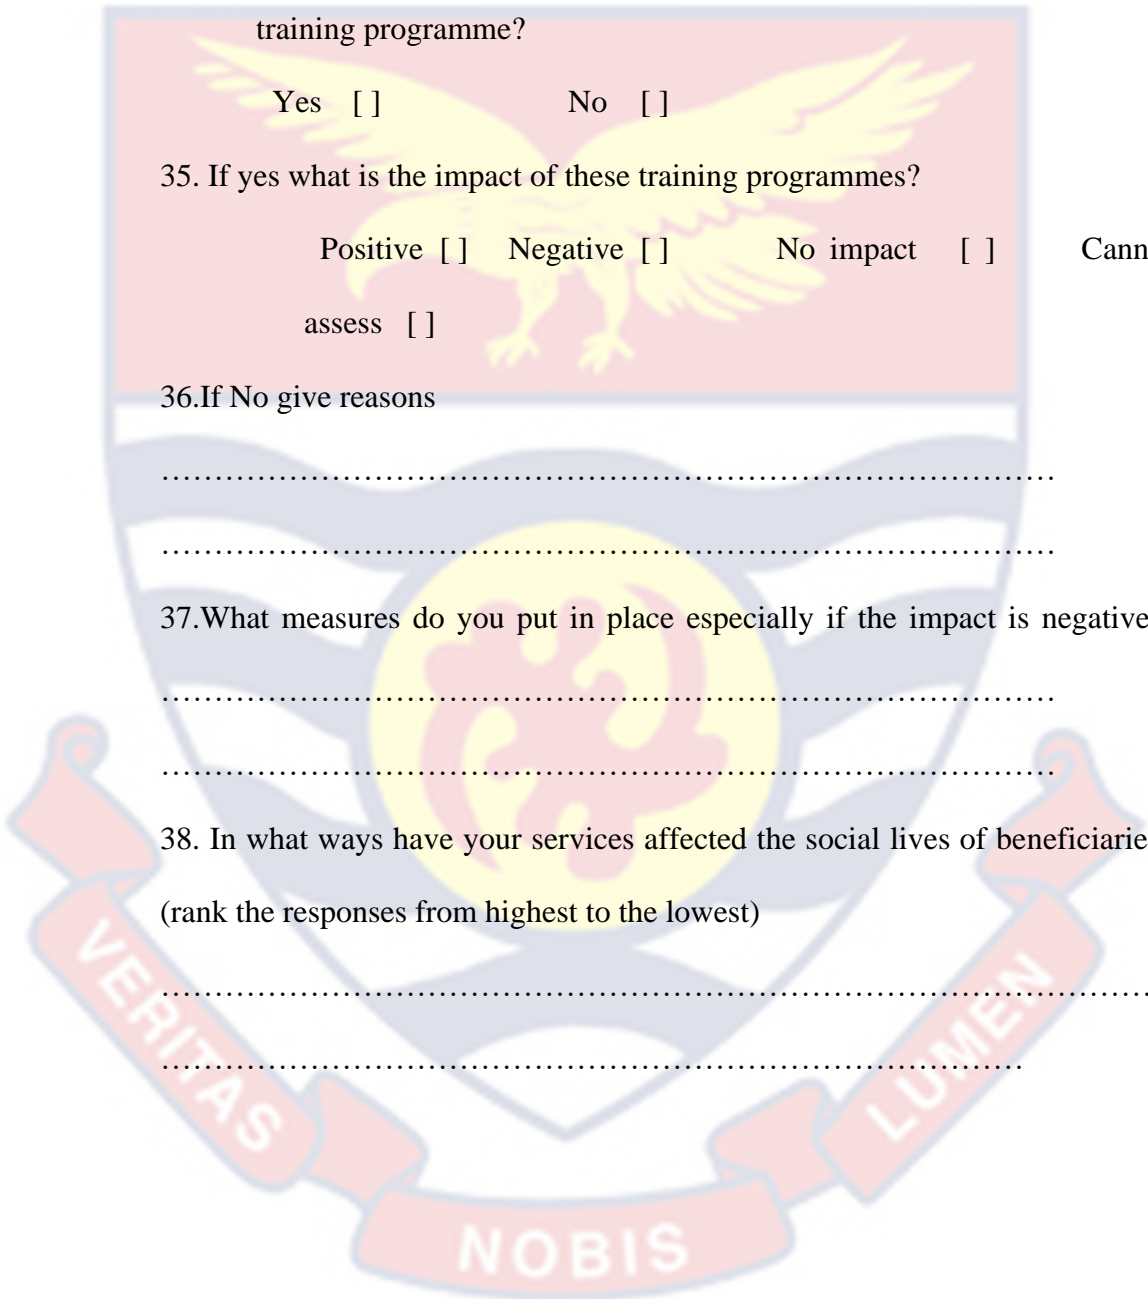 training programme?
Yes [ ] No [ ]
35. If yes what is the impact of these training programmes?
Positive [ ] Negative [ ] No impact [ ] Cann
assess [ ]
36.If No give reasons
……………………………………………………………………………
……………………………………………………………………………
37.What measures do you put in place especially if the impact is negative
……………………………………………………………………………
……………………………………………………………………………
38. In what ways have your services affected the social lives of beneficiarie
(rank the responses from highest to the lowest)
……………………………………………………………………………………
…………………………………………………………………………
VERITAS
NOBIS
LUMEN